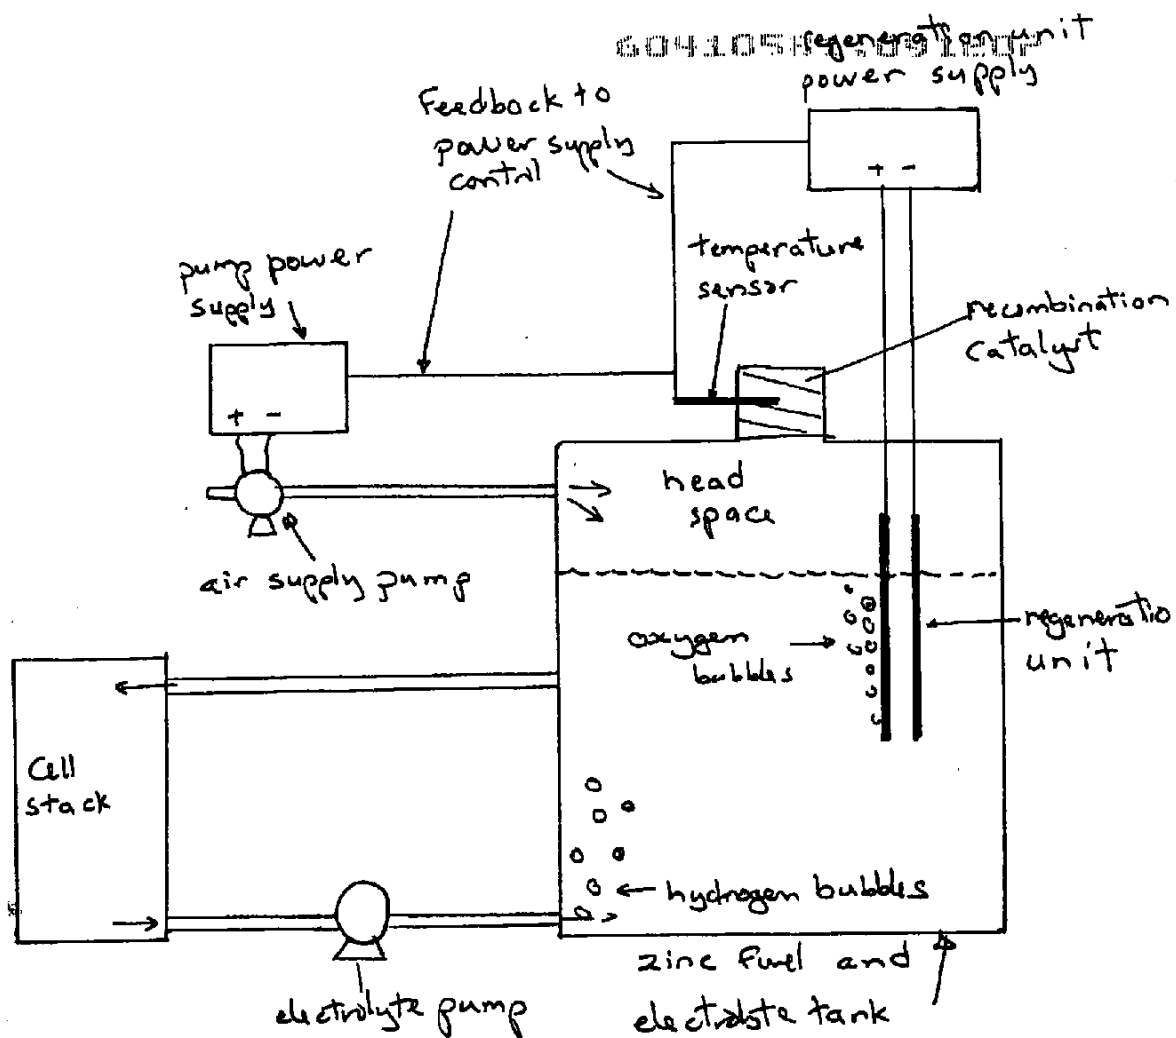 regeneration unit
power supply
+ -
Feedback to
power supply
control
temperature
sensor
recombination
catalyst
pump power
supply
+ -
head
space
air supply pump
oxygen
bubbles
regeneratio
unit
Cell
stack
hydrogen bubbles
electrolyte pump
zinc fuel and
electrolyte tank